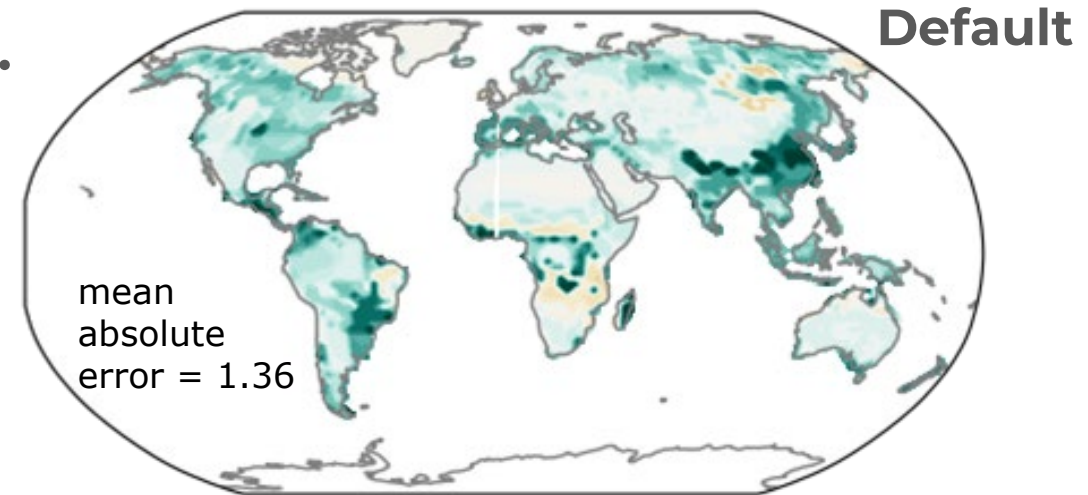 Default
mean
absolute
error = 1.36